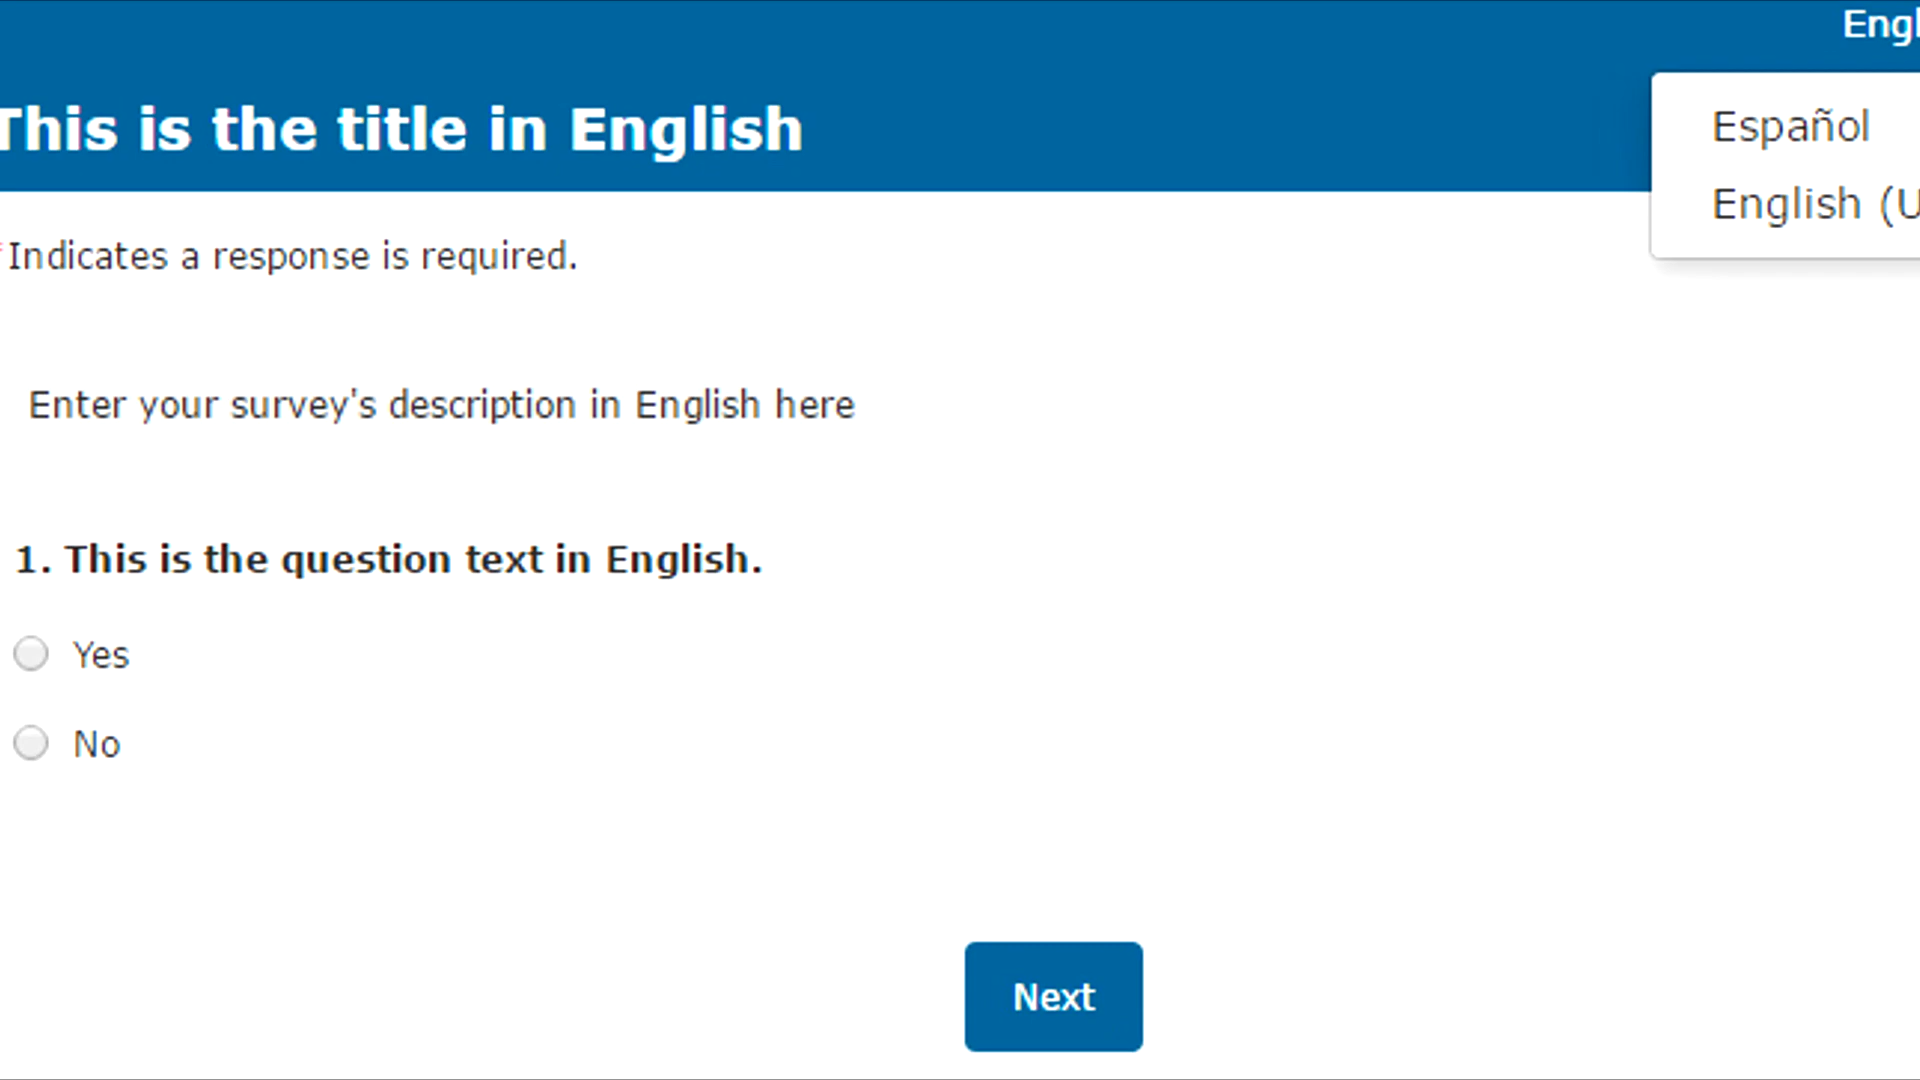 This is the title in English
Español
English
*Indicates a response is required.
Enter your survey's description in English here
1. This is the question text in English.
Yes
No
Next